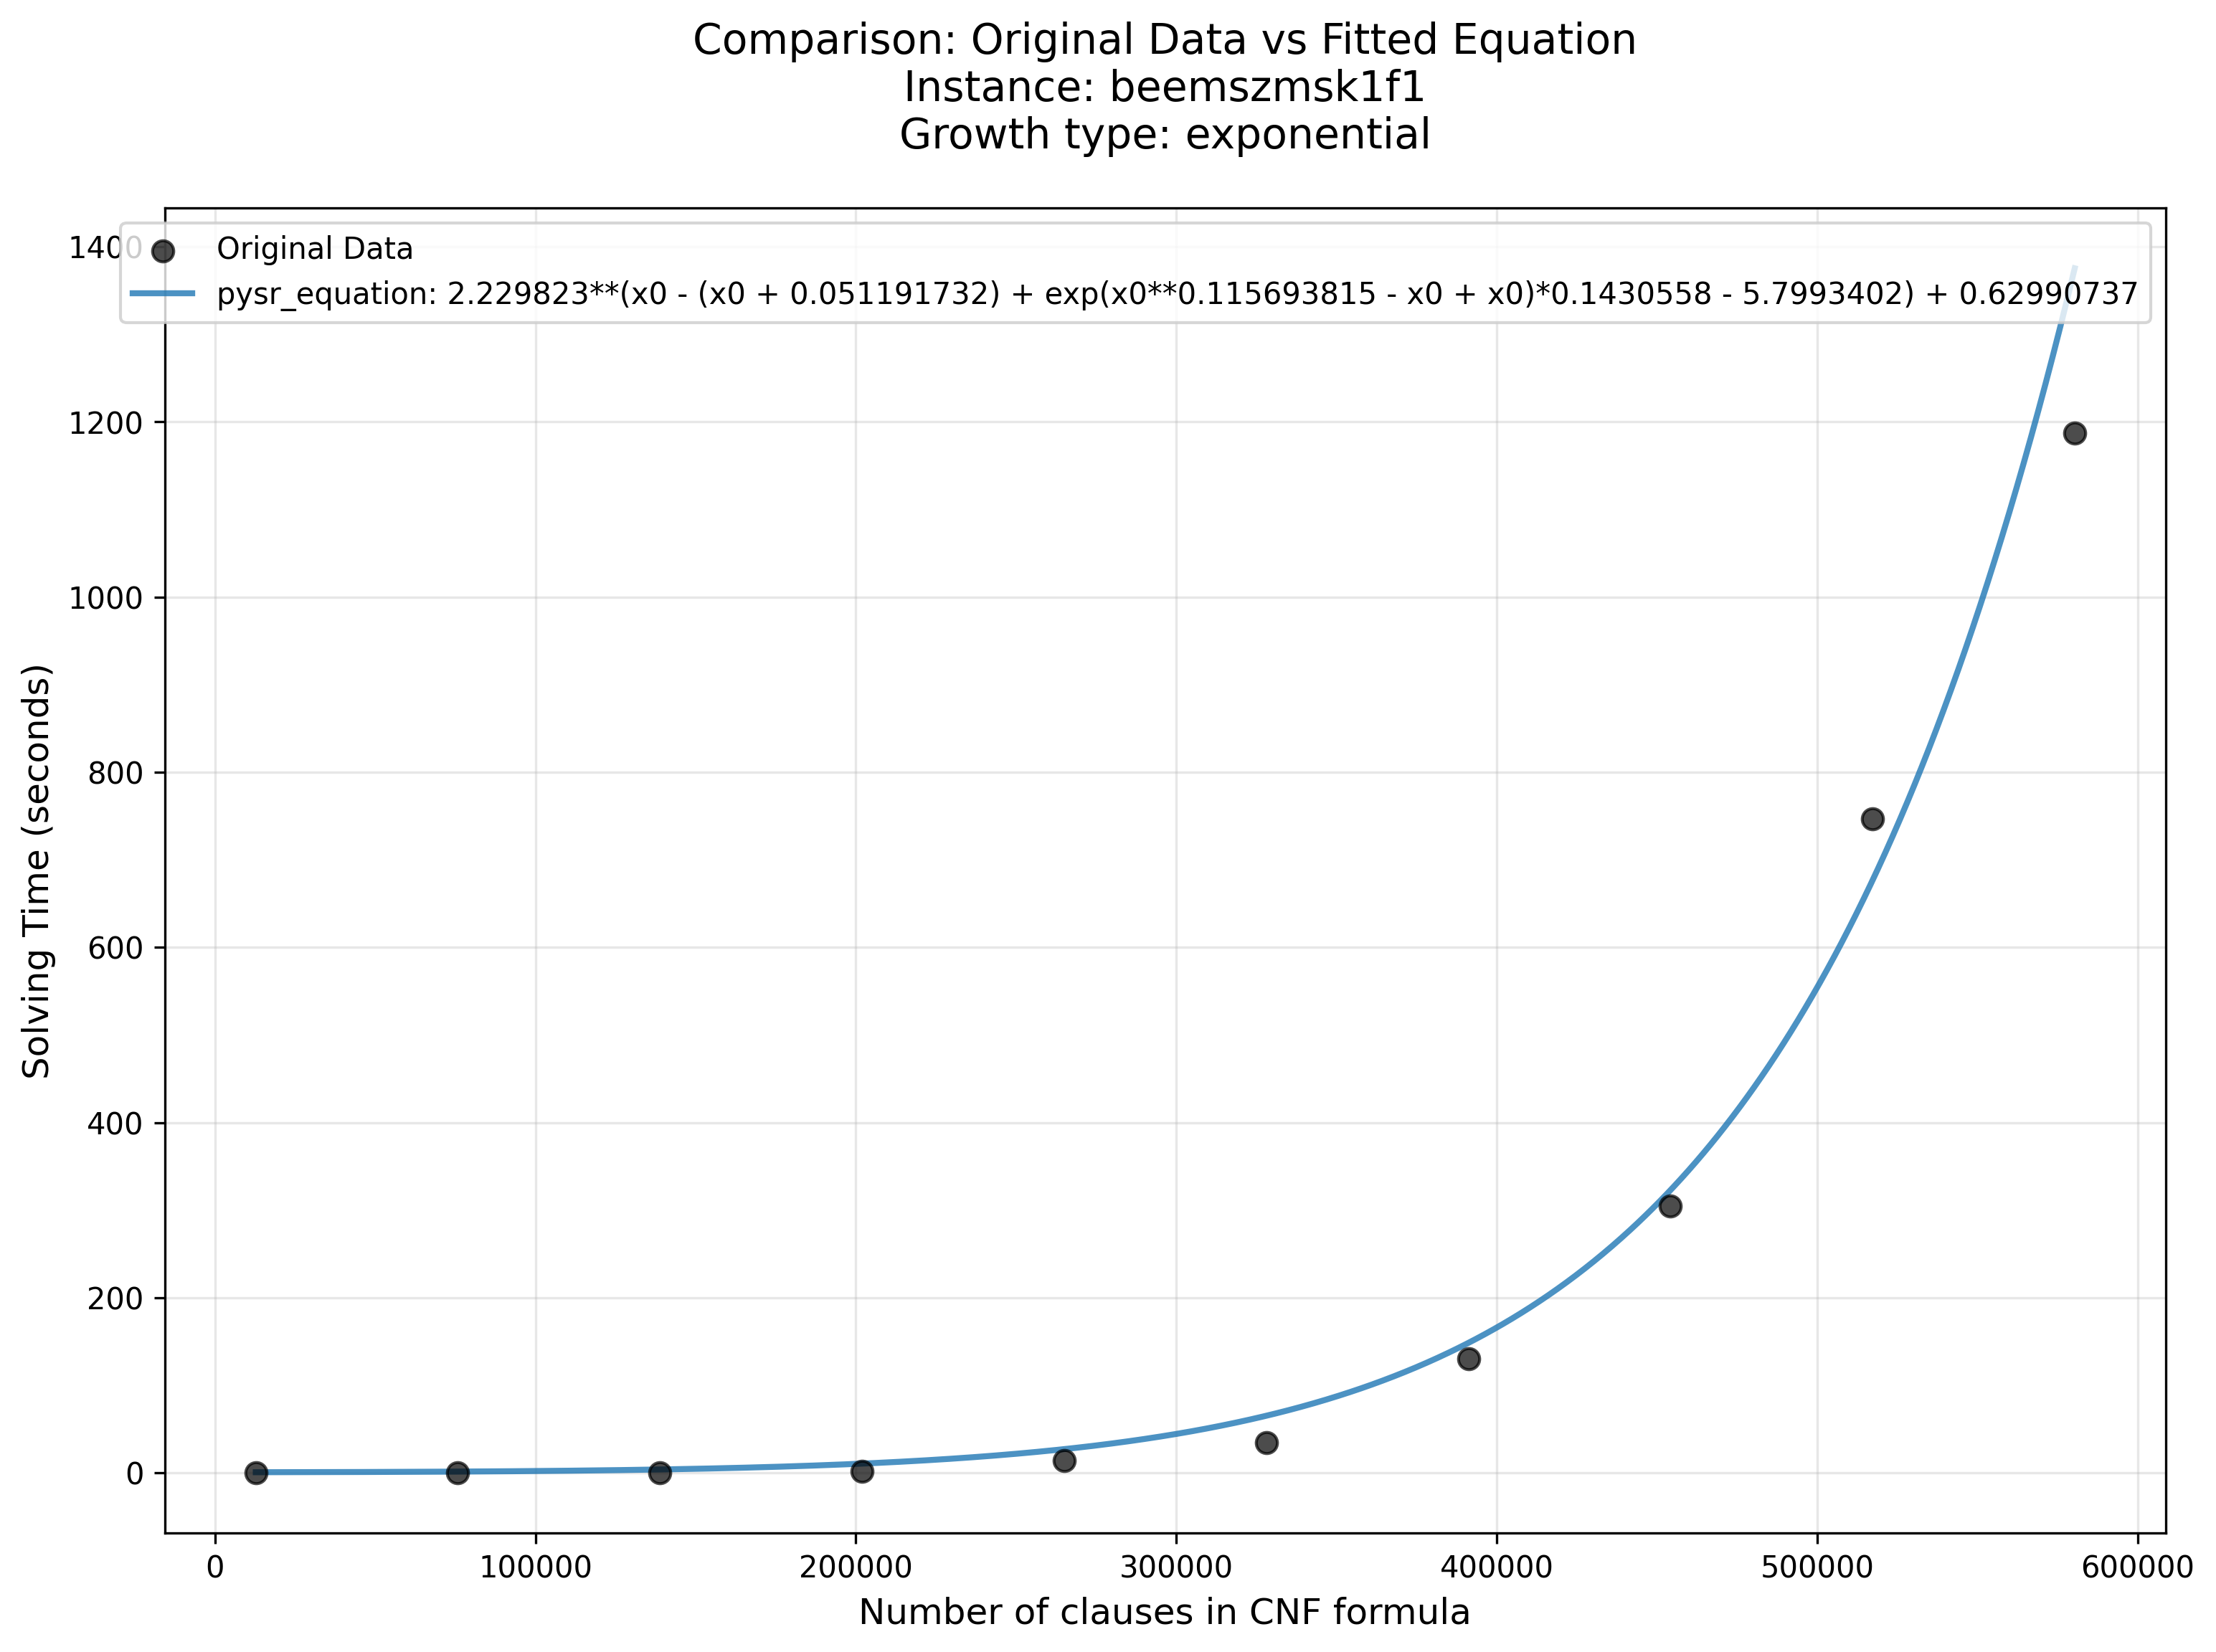 Comparison: Original Data vs Fitted Equation
Instance: beemszmsk1f1
Growth type: exponential
Original Data
pysr_equation: 2.229823**(x0 - (x0 + 0.051191732) + exp(x0**0.115693815 - x0 + x0)*0.1430558 - 5.7993402) + 0.62990737
1400
1200
1000
800
600
400
200
0
Solving Time (seconds)
0
100000
200000
300000
400000
500000
600000
Number of clauses in CNF formula